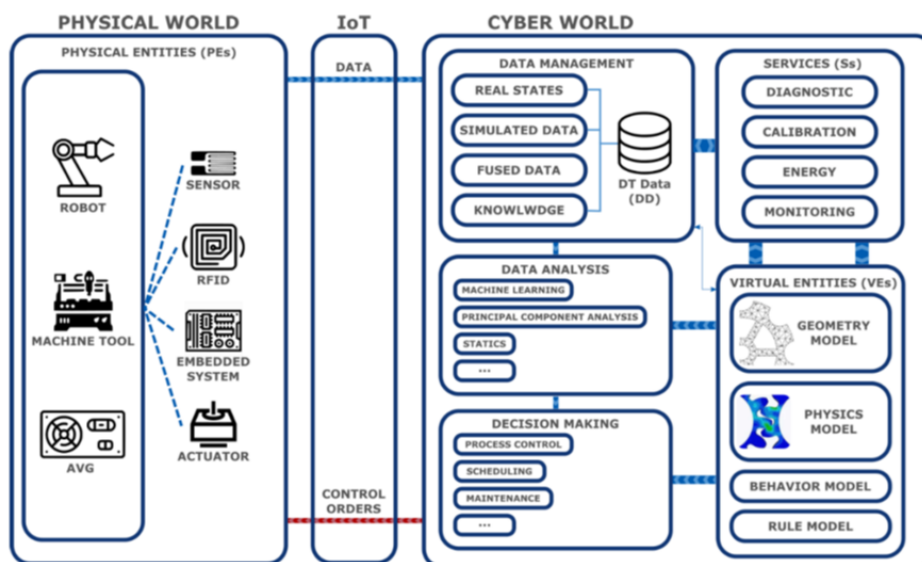 PHYSICAL WORLD
IoT
CYBER WORLD
PHYSICAL ENTITIES (PEs)
ROBOT
MACHINE TOOL
AVG
SENSOR
RFID
EMBEDDED
SYSTEM
ACTUATOR
DATA
CONTROL
ORDERS
DATA MANAGEMENT
REAL STATES
SIMULATED DATA
FUSED DATA
KNOWLWDGE
DT Data
(DD)
SERVICES (Ss)
DIAGNOSTIC
CALIBRATION
ENERGY
MONITORING
DATA ANALYSIS
MACHINE LEARNING
PRINCIPAL COMPONENT ANALYSIS
STATICS
...
DECISION MAKING
PROCESS CONTROL
SCHEDULING
MAINTENANCE
...
VIRTUAL ENTITIES (VEs)
GEOMETRY
MODEL
PHYSICS
MODEL
BEHAVIOR MODEL
RULE MODEL